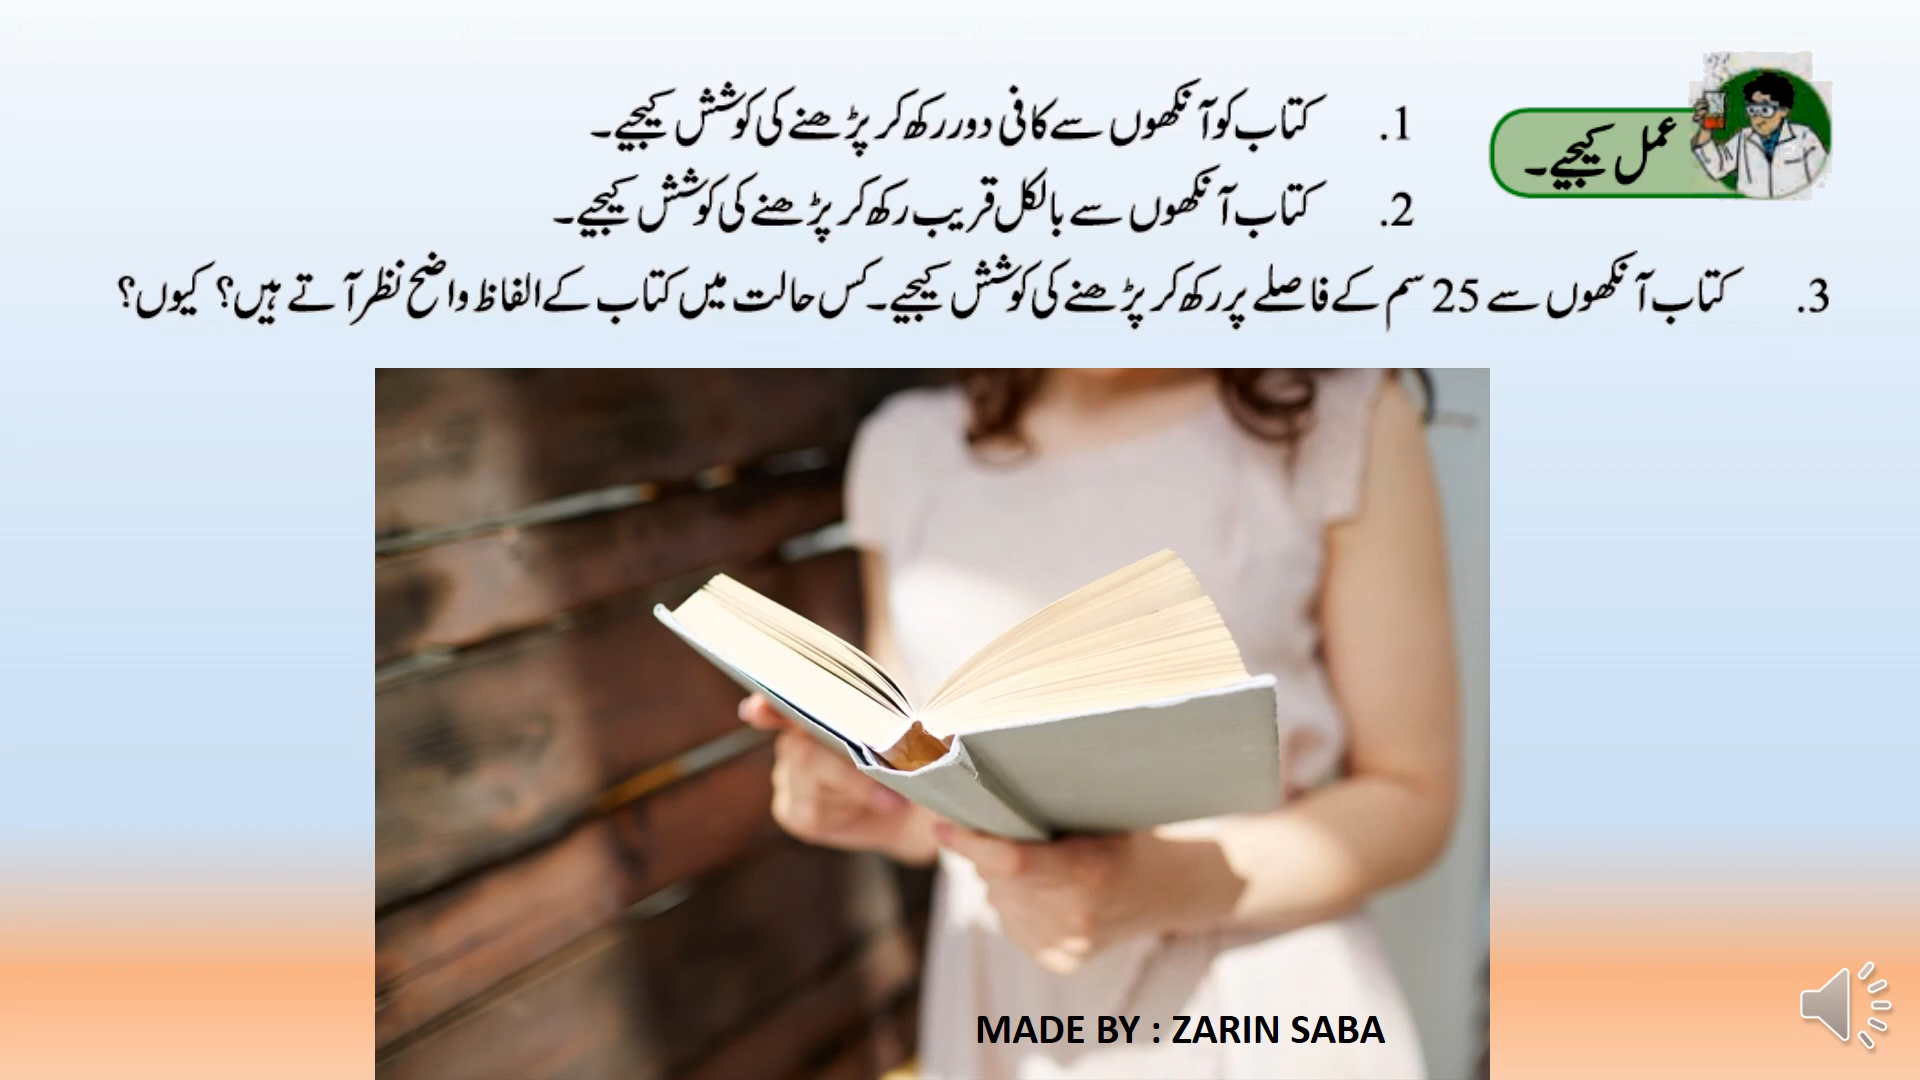 عمل کیجیے۔
1. کتاب کو آنکھوں سے کافی دور رکھ کر پڑھنے کی کوشش کیجیے۔
2. کتاب آنکھوں سے بالکل قریب رکھ کر پڑھنے کی کوشش کیجیے۔
3. کتاب آنکھوں سے 25 سم کے فاصلے پر رکھ کر پڑھنے کی کوشش کیجیے۔ کس حالت میں کتاب کے الفاظ واضح نظر آتے ہیں؟ کیوں؟
MADE BY : ZARIN SABA